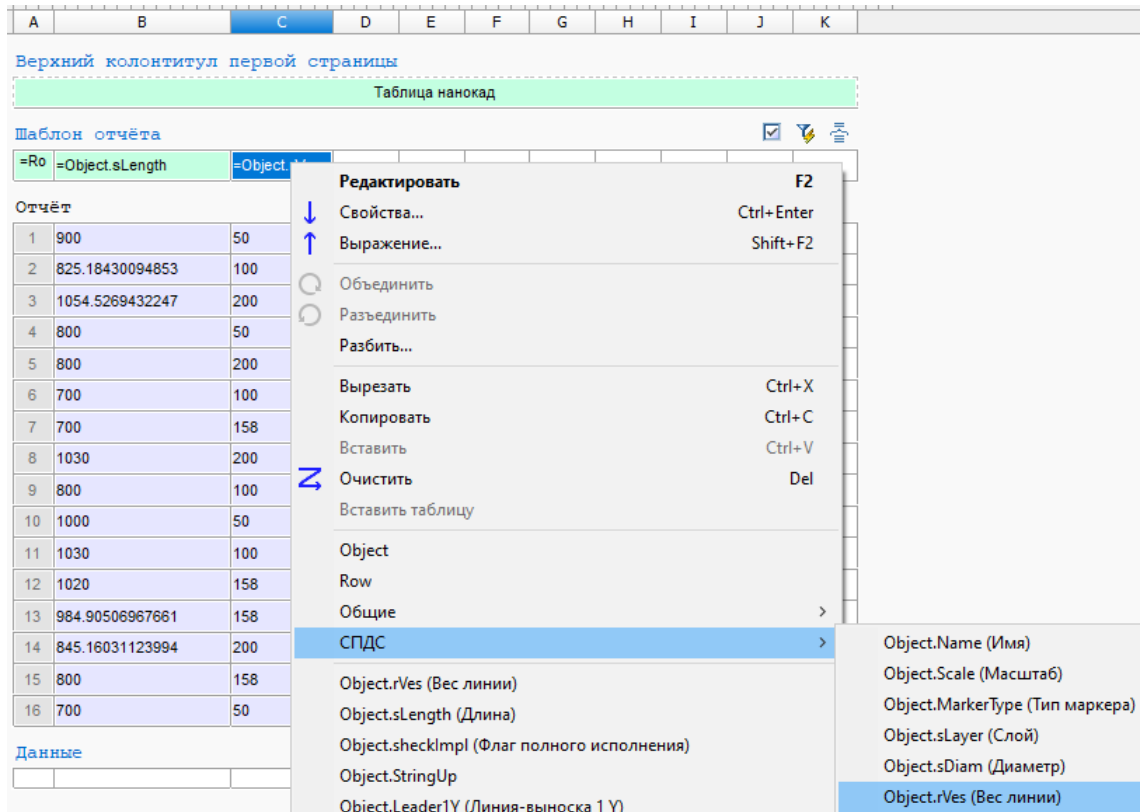 A B C D E F G H I J K
Верхний колонтитул первой страницы
Таблица нанокад
Шаблон отчёта
=Ro =Object.sLength =Object.
Отчёт
1 900 50
2 825.18430094853 100
3 1054.5269432247 200
4 800 50
5 800 200
6 700 100
7 700 158
8 1030 200
9 800 100
10 1000 50
11 1030 100
12 1020 158
13 984.90506967661 158
14 845.16031123994 200
15 800 158
16 700 50
Данные
Редактировать F2
Свойства... Ctrl+Enter
Выражение... Shift+F2
Объединить
Разъединить
Разбить...
Вырезать Ctrl+X
Копировать Ctrl+C
Вставить Ctrl+V
Очистить Del
Вставить таблицу
Object
Row
Общие
СПДС
Object.rVes (Вес линии)
Object.sLength (Длина)
Object.sheckImpl (Флаг полного исполнения)
Object.StringUp
Object.Leader1Y (Линия-выноска 1 Y)
Object.Name (Имя)
Object.Scale (Масштаб)
Object.MarkerType (Тип маркера)
Object.sLayer (Слой)
Object.sDiam (Диаметр)
Object.rVes (Вес линии)